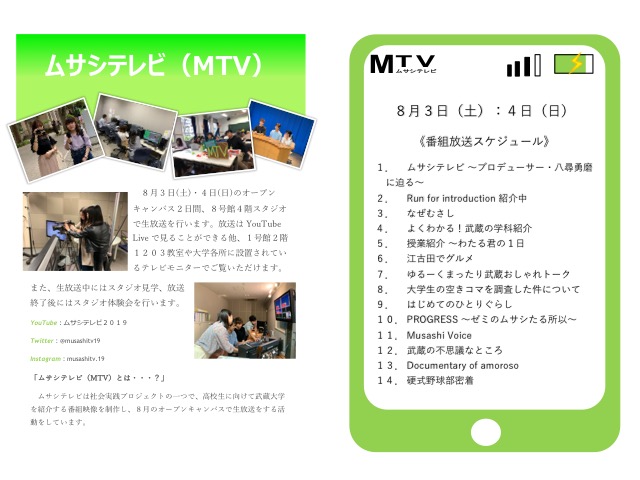 ムサシテレビ（MTV）
８月３日(土)・４日(日)のオープン
キャンパス２日間、８号館４階スタジオ
で生放送を行います。放送は YouTube
Live で見ることができる他、１号館２階
１２０３教室や大学各所に設置されてい
るテレビモニターでご覧いただけます。
また、生放送中にはスタジオ見学、放送
終了後にはスタジオ体験会を行います。
YouTube：ムサシテレビ２０１９
Twitter：@musashitv19
Instagram：musashitv.19
「ムサシテレビ（MTV）とは・・・？」
ムサシテレビは社会実践プロジェクトの一つで、高校生に向けて武蔵大学
を紹介する番組映像を制作し、８月のオープンキャンパスで生放送をする活
動をしています。
MTV
ムサシテレビ
８月３日（土）：４日（日）
《番組放送スケジュール》
１． ムサシテレビ ～プロデューサー・八尋勇磨
に迫る～
２． Run for introduction 紹介中
３． なぜむさし
４． よくわかる！武蔵の学科紹介
５． 授業紹介 ～わたる君の１日
６． 江古田でグルメ
７． ゆるーくまったり武蔵おしゃれトーク
８． 大学生の空きコマを調査した件について
９． はじめてのひとりぐらし
１０． PROGRESS ～ゼミのムサシたる所以～
１１． Musashi Voice
１２． 武蔵の不思議なところ
１３． Documentary of amoroso
１４． 硬式野球部密着